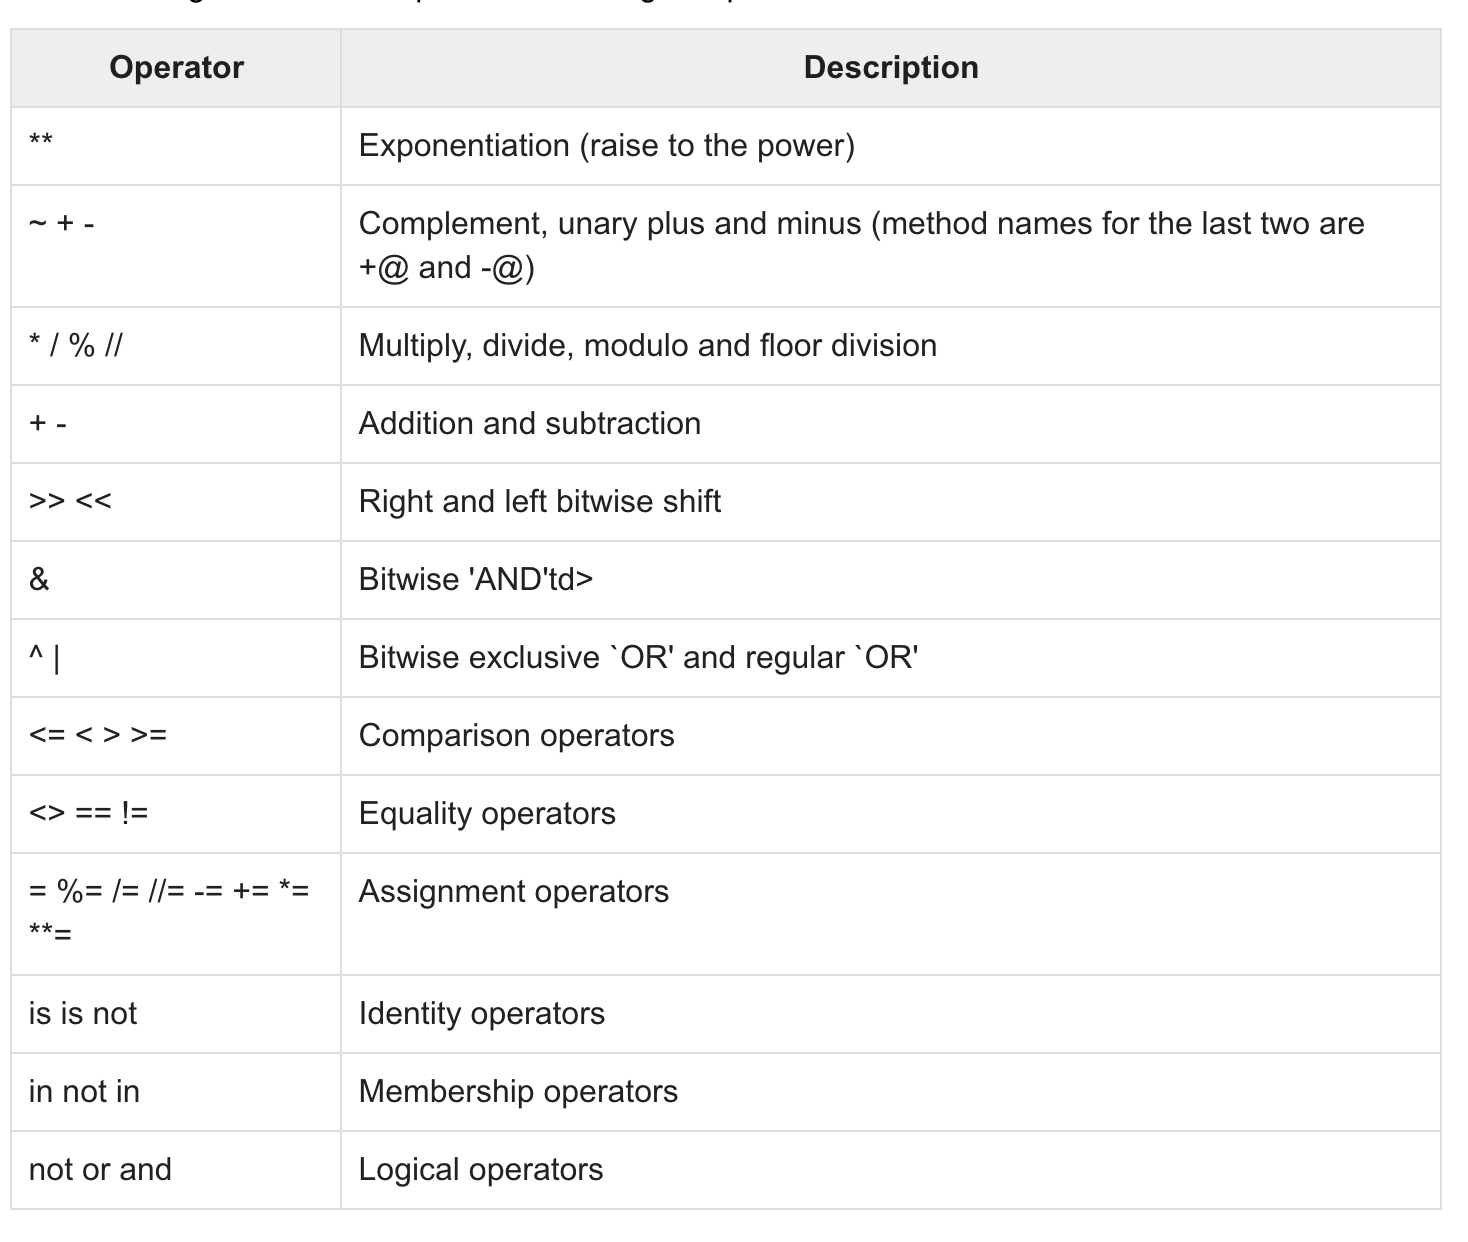 Operator Description
** Exponentiation (raise to the power)
~ + - Complement, unary plus and minus (method names for the last two are
+@ and -@)
* / % // Multiply, divide, modulo and floor division
+ - Addition and subtraction
>> << Right and left bitwise shift
& Bitwise 'AND'td>
^ | Bitwise exclusive `OR' and regular `OR'
<= < > >= Comparison operators
<> == != Equality operators
= %= /= //= -= += *= Assignment operators
**=
is is not Identity operators
in not in Membership operators
not or and Logical operators